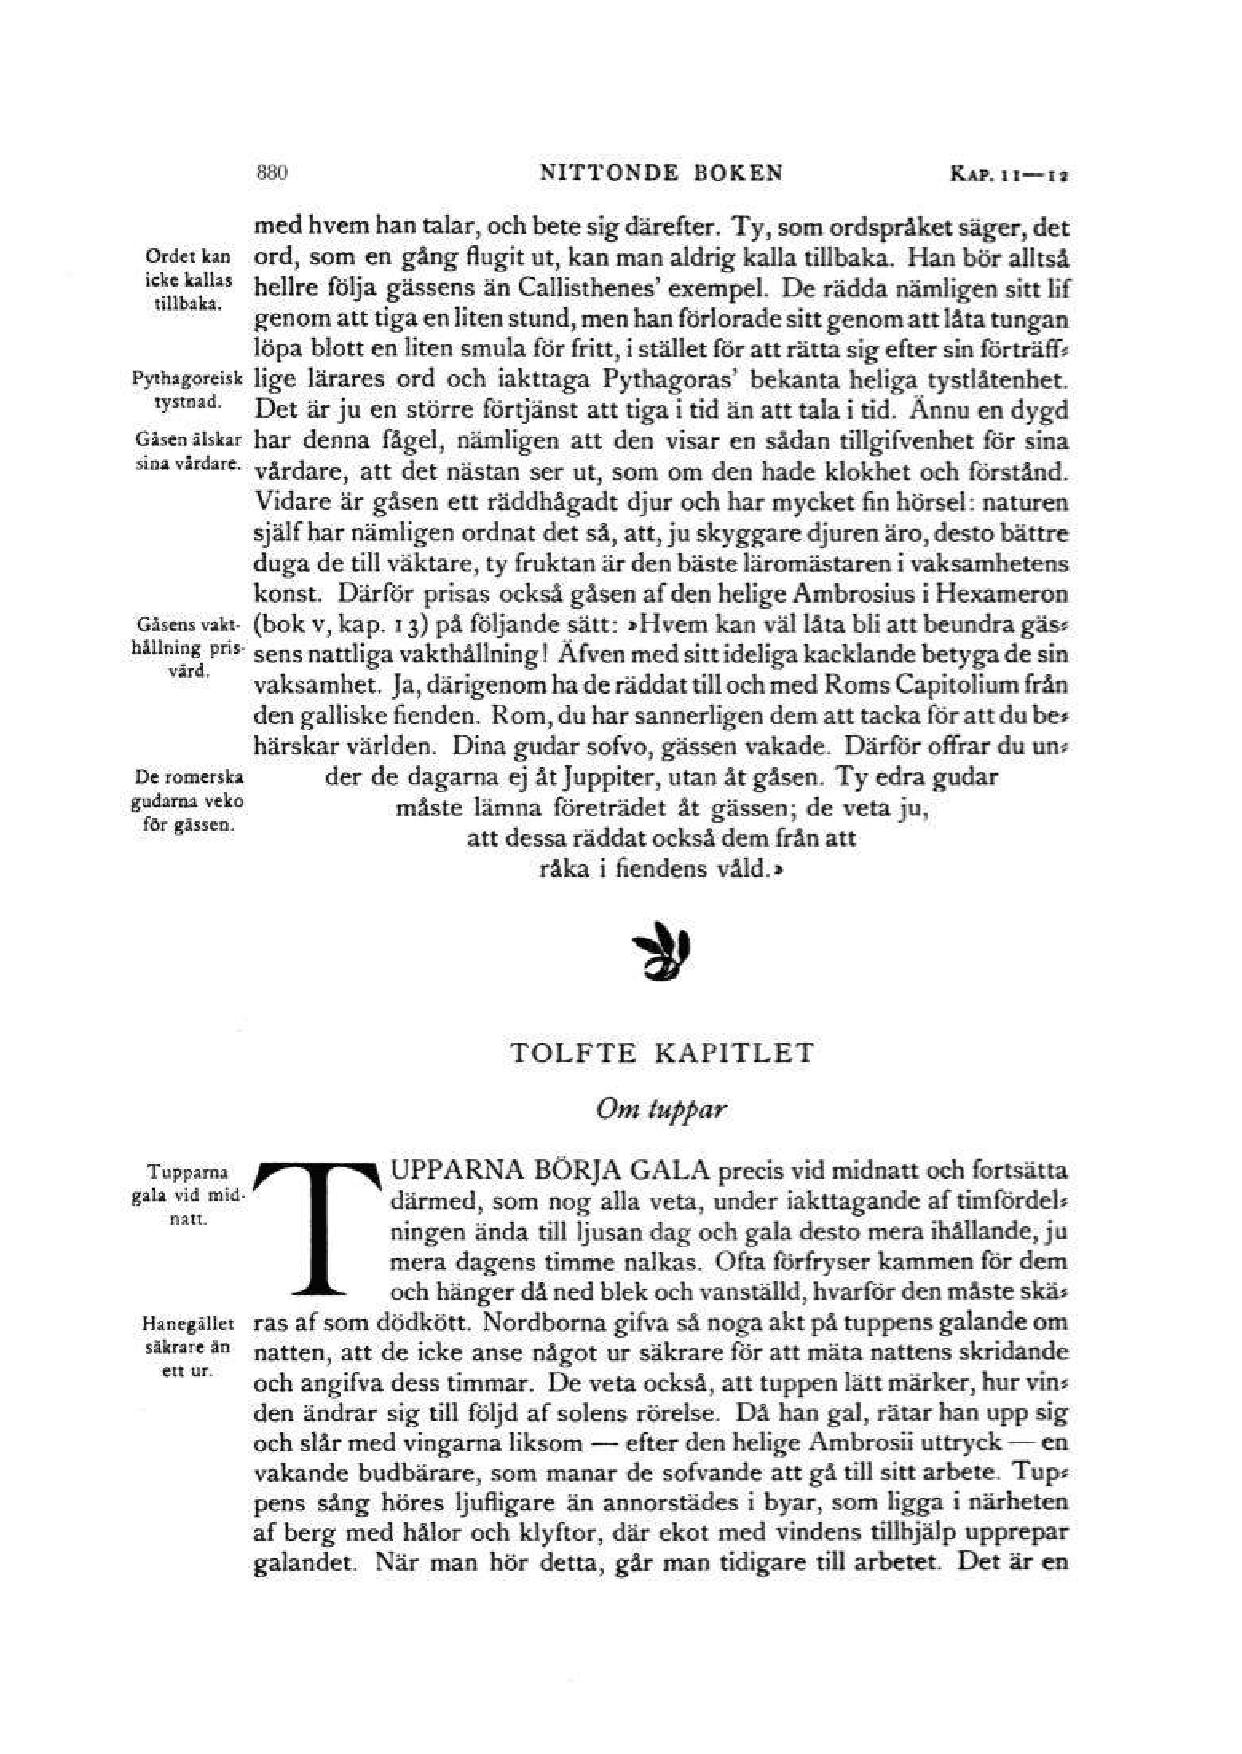 880 NITTONDE BOKEN KAP. 11—12
med hvem han talar, och bete sig därefter. Ty, som ordspråket säger, det
Ordet kan
icke kallas
tillbaka.
ord, som en gång flugit ut, kan man aldrig kalla tillbaka. Han bör alltså
hellre följa gässens än Callisthenes' exempel. De rädda nämligen sitt lif
genom att tiga en liten stund, men han förlorade sitt genom att låta tungan
löpa blott en liten smula för fritt, i stället för att rätta sig efter sin förträff-
Pythagoreisk
tystnad.
lige lärares ord och iakttaga Pythagoras' bekanta heliga tystlåtenhet.
Det är ju en större förtjänst att tiga i tid än att tala i tid. Ännu en dygd
Gåsen älskar
sina vårdare.
har denna fågel, nämligen att den visar en sådan tillgifvenhet för sina
vårdare, att det nästan ser ut, som om den hade klokhet och förstånd.
Vidare är gåsen ett räddhågadt djur och har mycket fin hörsel: naturen
själf har nämligen ordnat det så, att, ju skyggare djuren äro, desto bättre
duga de till väktare, ty fruktan är den bäste läromästaren i vaksamhetens
konst. Därför prisas också gåsen af den helige Ambrosius i Hexameron
Gåsens vakt-
hållning pris-
värd.
(bok v, kap. 13) på följande sätt: »Hvem kan väl låta bli att beundra gäs-
sens nattliga vakthållning! Äfven med sitt ideliga kacklande betyga de sin
vaksamhet. Ja, därigenom ha de räddat till och med Roms Capitolium från
den galliske fienden. Rom, du har sannerligen dem att tacka för att du be-
härskar världen. Dina gudar sofvo, gässen vakade. Därför offrar du un-
De romerska
gudarna veko
för gässen.
der de dagarna ej åt Juppiter, utan åt gåsen. Ty edra gudar
måste lämna företrädet åt gässen; de veta ju,
att dessa räddat också dem från att
råka i fiendens våld.»
TOLFTE KAPITLET
Om tuppar
Tupparna
gala vid mid-
natt.
TUPPARNA BÖRJA GALA precis vid midnatt och fortsätta
därmed, som nog alla veta, under iakttagande af timfördel-
ningen ända till ljusan dag och gala desto mera ihållande, ju
mera dagens timme nalkas. Ofta förfryser kammen för dem
och hänger då ned blek och vanställd, hvarför den måste skä-
Hanegället
säkrare än
ett ur.
ras af som dödkött. Nordborna gifva så noga akt på tuppens galande om
natten, att de icke anse något ur säkrare för att mäta nattens skridande
och angifva dess timmar. De veta också, att tuppen lätt märker, hur vin-
den ändrar sig till följd af solens rörelse. Då han gal, rätar han upp sig
och slår med vingarna liksom — efter den helige Ambrosii uttryck — en
vakande budbärare, som manar de sofvande att gå till sitt arbete. Tup-
pens sång höres ljufligare än annorstädes i byar, som ligga i närheten
af berg med hålor och klyftor, där ekot med vindens tillhjälp upprepar
galandet. När man hör detta, går man tidigare till arbetet. Det är en